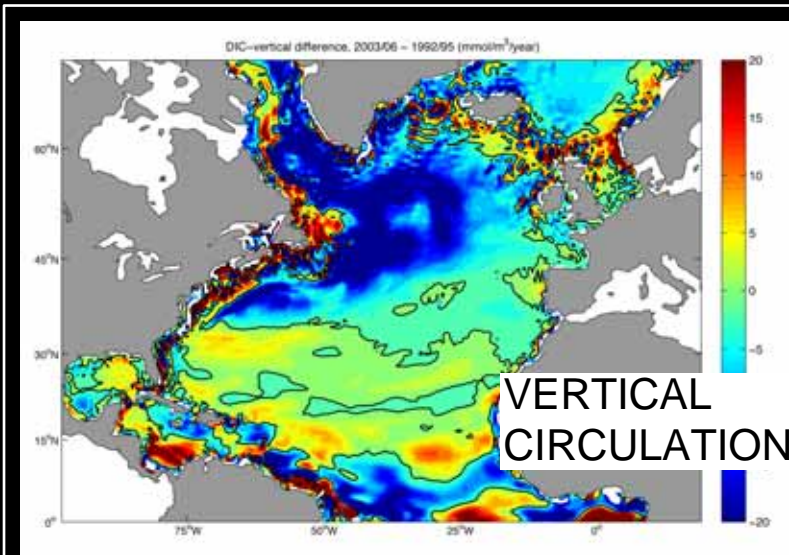 DIC−vertical difference, 2003/06 − 1992/95 (mmol/m³/year)
20
15
60°N
10
5
45°N
0
30°N
−5
VERTICAL
15°N
CIRCULATION
0°
−20
75°W 50°W 25°W 0°